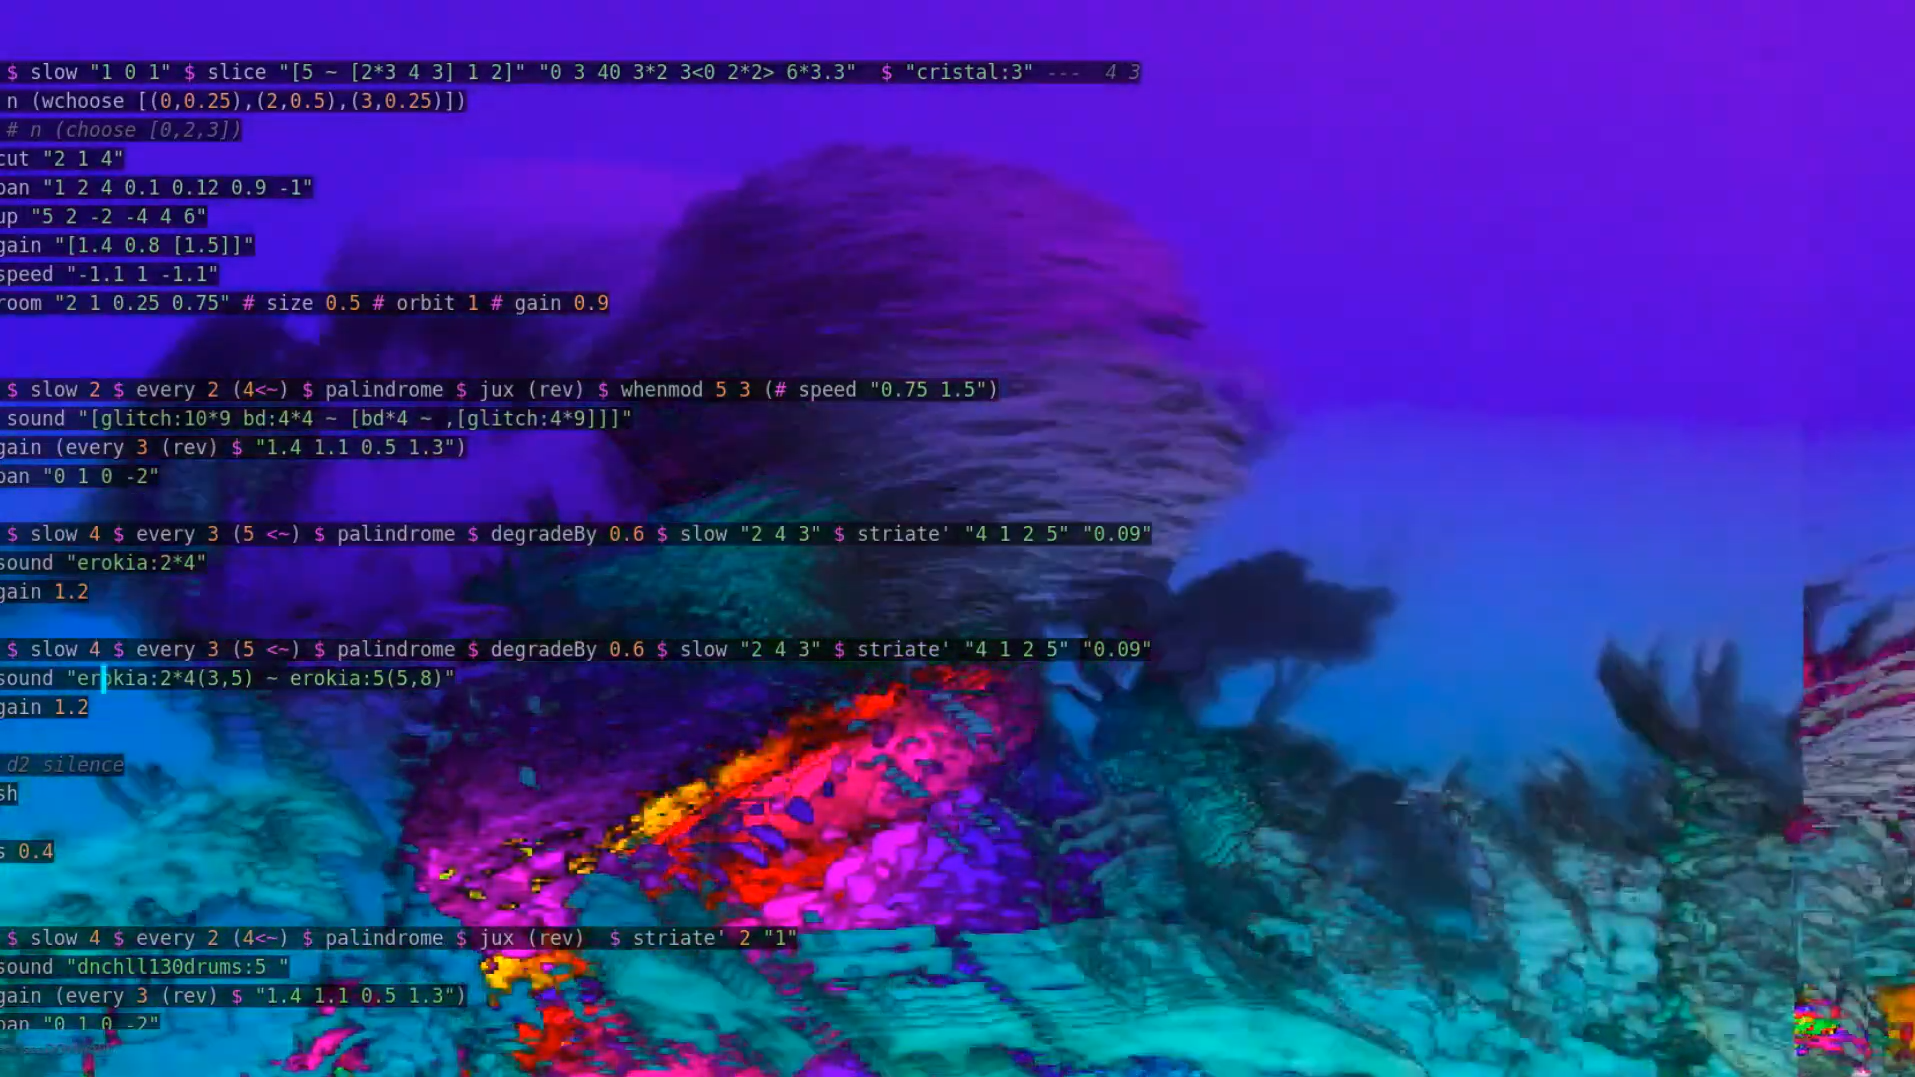 $ slow "1 0 1" $ slice "[5 ~ [2*3 4 3] 1 2]" "0 3 40 3*2 3<0 2*2> 6*3.3"  $ "cristal:3" --- 4 3
n (wchoose [(0,0.25),(2,0.5),(3,0.25)])
# n (choose [0,2,3])
cut "2 1 4"
pan "1 2 4 0.1 0.12 0.9 -1"
up "5 2 -2 -4 4 6"
gain "[1.4 0.8 [1.5]]"
speed "-1.1 1 -1.1"
room "2 1 0.25 0.75" # size 0.5 # orbit 1 # gain 0.9
$ slow 2 $ every 2 (4<~) $ palindrome $ jux (rev) $ whenmod 5 3 (# speed "0.75 1.5")
sound "[glitch:10*9 bd:4*4 ~ [bd*4 ~ ,[glitch:4*9]]]"
gain (every 3 (rev) $ "1.4 1.1 0.5 1.3")
pan "0 1 0 -2"
$ slow 4 $ every 3 (5 <~) $ palindrome $ degradeBy 0.6 $ slow "2 4 3" $ striate' "4 1 2 5" "0.09"
sound "erokia:2*4"
gain 1.2
$ slow 4 $ every 3 (5 <~) $ palindrome $ degradeBy 0.6 $ slow "2 4 3" $ striate' "4 1 2 5" "0.09"
sound "erokia:2*4(3,5) ~ erokia:5(5,8)"
gain 1.2
d2 silence
sh
s 0.4
$ slow 4 $ every 2 (4<~) $ palindrome $ jux (rev)  $ striate' 2 "1"
sound "dnchll130drums:5 "
gain (every 3 (rev) $ "1.4 1.1 0.5 1.3")
pan "0 1 0 -2"